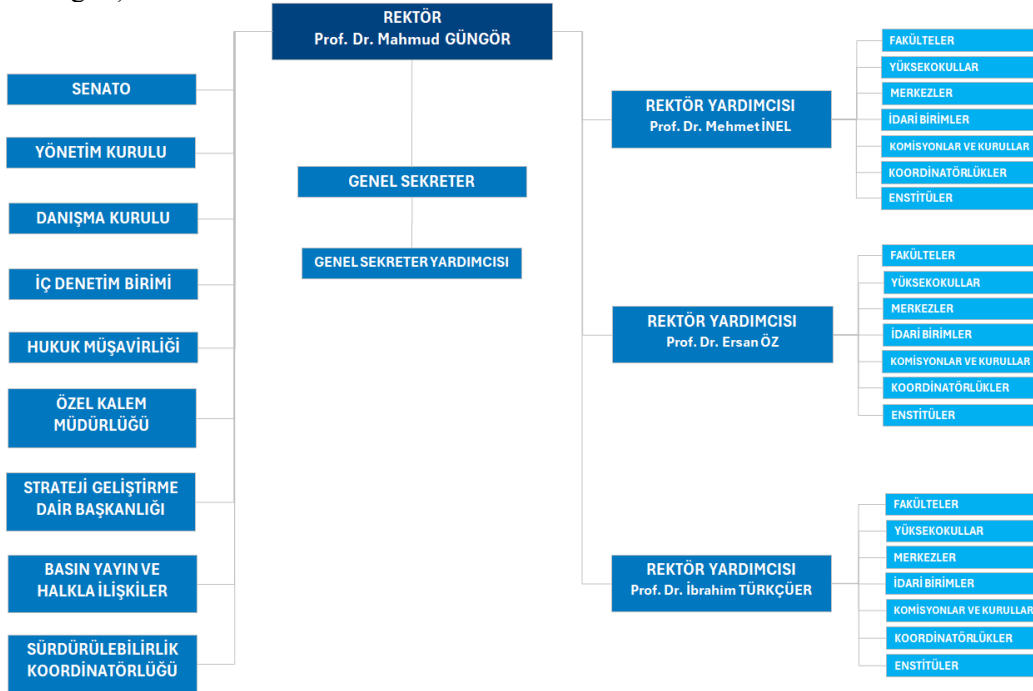 REKTÖR
Prof. Dr. Mahmud GÜNGÖR
SENATO
YÖNETİM KURULU
DANIŞMA KURULU
İÇ DENETİM BİRİMİ
HUKUK MÜŞAVİRLİĞİ
ÖZEL KALEM
MÜDÜRLÜĞÜ
STRATEJİ GELİŞTİRME
DAİR BAŞKANLIĞI
BASIN YAYIN VE
HALKLA İLİŞKİLER
SÜRDÜRÜLEBİLİRLİK
KOORDİNATÖRLÜĞÜ
GENEL SEKRETER
GENEL SEKRETER YARDIMCISI
REKTÖR YARDIMCISI
Prof. Dr. Mehmet İNEL
FAKÜLTELER
YÜKSEKOKULLAR
MERKEZLER
İDARİ BİRİMLER
KOMİSYONLAR VE KURULLAR
KOORDİNATÖRLÜKLER
ENSTİTÜLER
REKTÖR YARDIMCISI
Prof. Dr. Ersan ÖZ
FAKÜLTELER
YÜKSEKOKULLAR
MERKEZLER
İDARİ BİRİMLER
KOMİSYONLAR VE KURULLAR
KOORDİNATÖRLÜKLER
ENSTİTÜLER
REKTÖR YARDIMCISI
Prof. Dr. İbrahim TÜRKÇÜER
FAKÜLTELER
YÜKSEKOKULLAR
MERKEZLER
İDARİ BİRİMLER
KOMİSYONLAR VE KURULLAR
KOORDİNATÖRLÜKLER
ENSTİTÜLER